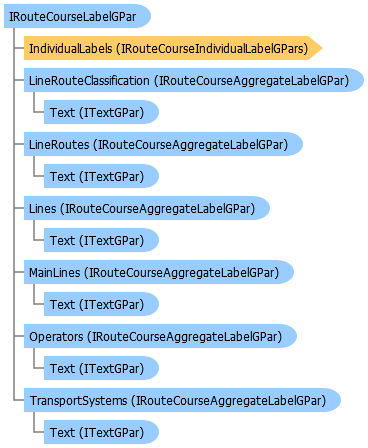 IRouteCourseLabelGPar
IndividualLabels (IRouteCourseIndividualLabelGPars)
LineRouteClassification (IRouteCourseAggregateLabelGPar)
Text (ITextGPar)
LineRoutes (IRouteCourseAggregateLabelGPar)
Text (ITextGPar)
Lines (IRouteCourseAggregateLabelGPar)
Text (ITextGPar)
MainLines (IRouteCourseAggregateLabelGPar)
Text (ITextGPar)
Operators (IRouteCourseAggregateLabelGPar)
Text (ITextGPar)
TransportSystems (IRouteCourseAggregateLabelGPar)
Text (ITextGPar)